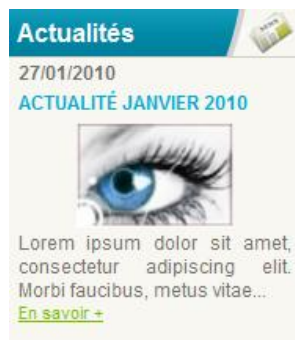 Actualités
27/01/2010
ACTUALITÉ JANVIER 2010
Lorem ipsum dolor sit amet,
consectetur adipiscing elit.
Morbi faucibus, metus vitae...
En savoir +